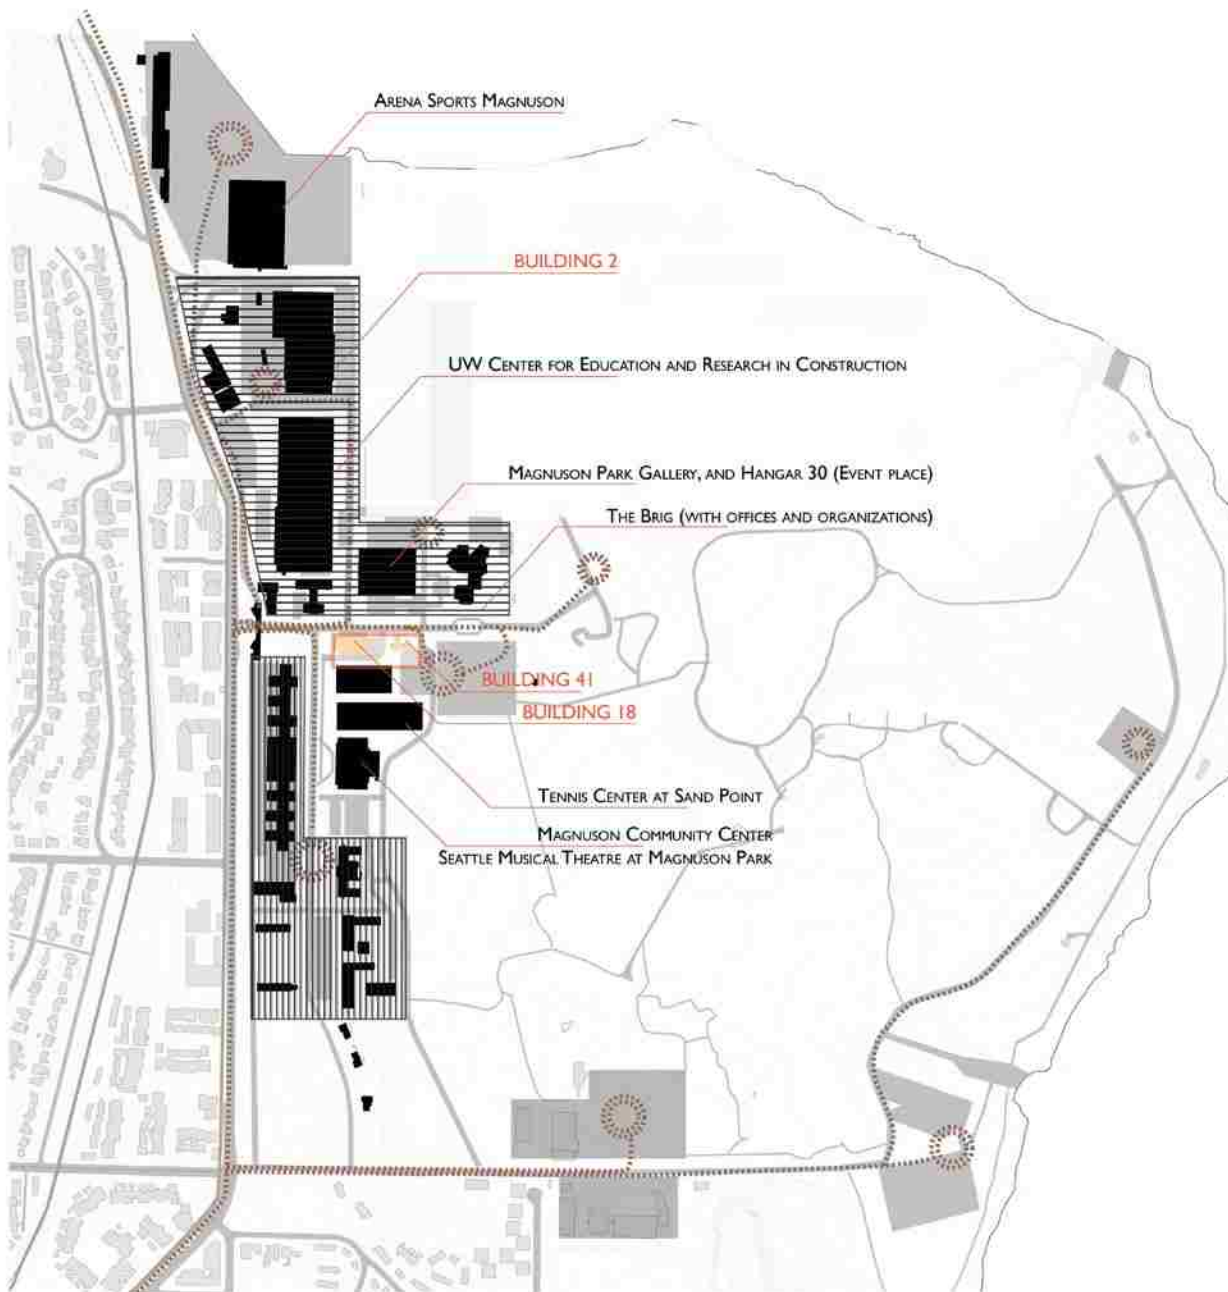 Arena Sports Magnuson
BUILDING 2
UW Center for Education and Research in Construction
Magnuson Park Gallery, and Hangar 30 (Event place)
The Brig (with offices and organizations)
BUILDING 41
BUILDING 18
Tennis Center at Sand Point
Magnuson Community Center
Seattle Musical Theatre at Magnuson Park